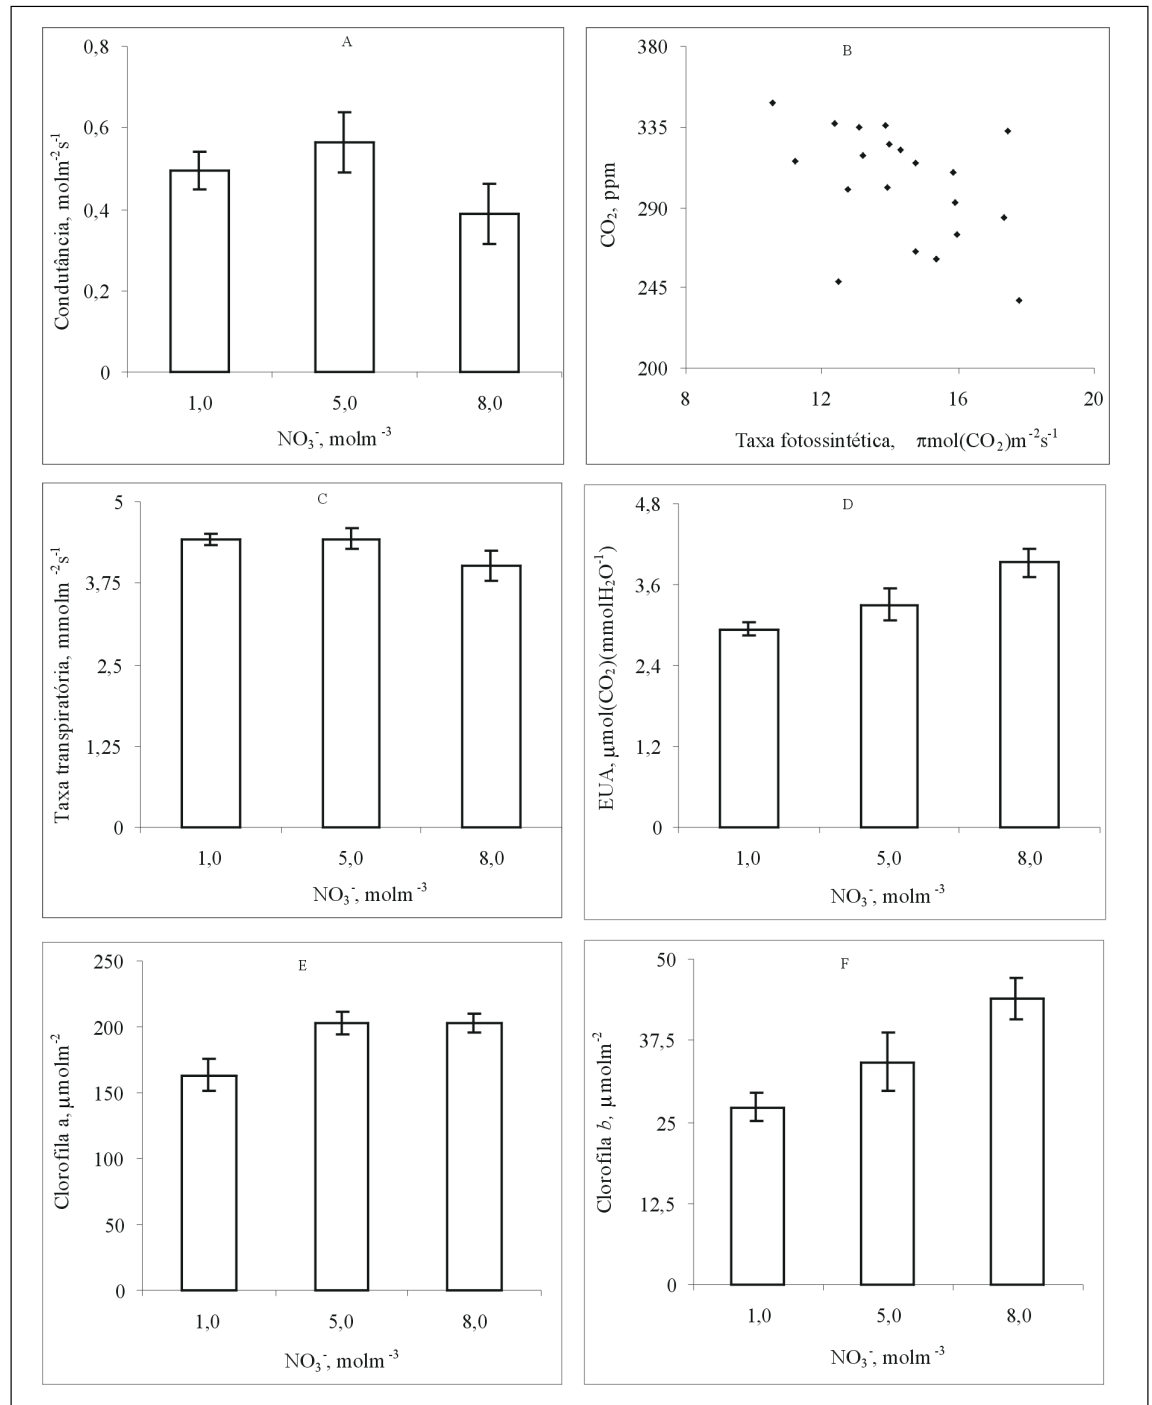 A
Condutância, molm⁻²s⁻¹
0,8
0,6
0,4
0,2
0
1,0 5,0 8,0
NO₃⁻, molm⁻³
B
CO₂, ppm
380
335
290
245
200
8 12 16 20
Taxa fotossintética, πmol(CO₂)m⁻²s⁻¹
C
Taxa transpiratória, mmolm⁻²s⁻¹
5
3,75
2,5
1,25
0
1,0 5,0 8,0
NO₃⁻, molm⁻³
D
EUA, µmol(CO₂)(mmolH₂O⁻¹)
4,8
3,6
2,4
1,2
0
1,0 5,0 8,0
NO₃⁻, molm⁻³
E
Clorofila a, µmolm⁻²
250
200
150
100
50
0
1,0 5,0 8,0
NO₃⁻, molm⁻³
F
Clorofila b, µmolm⁻²
50
37,5
25
12,5
0
1,0 5,0 8,0
NO₃⁻, molm⁻³